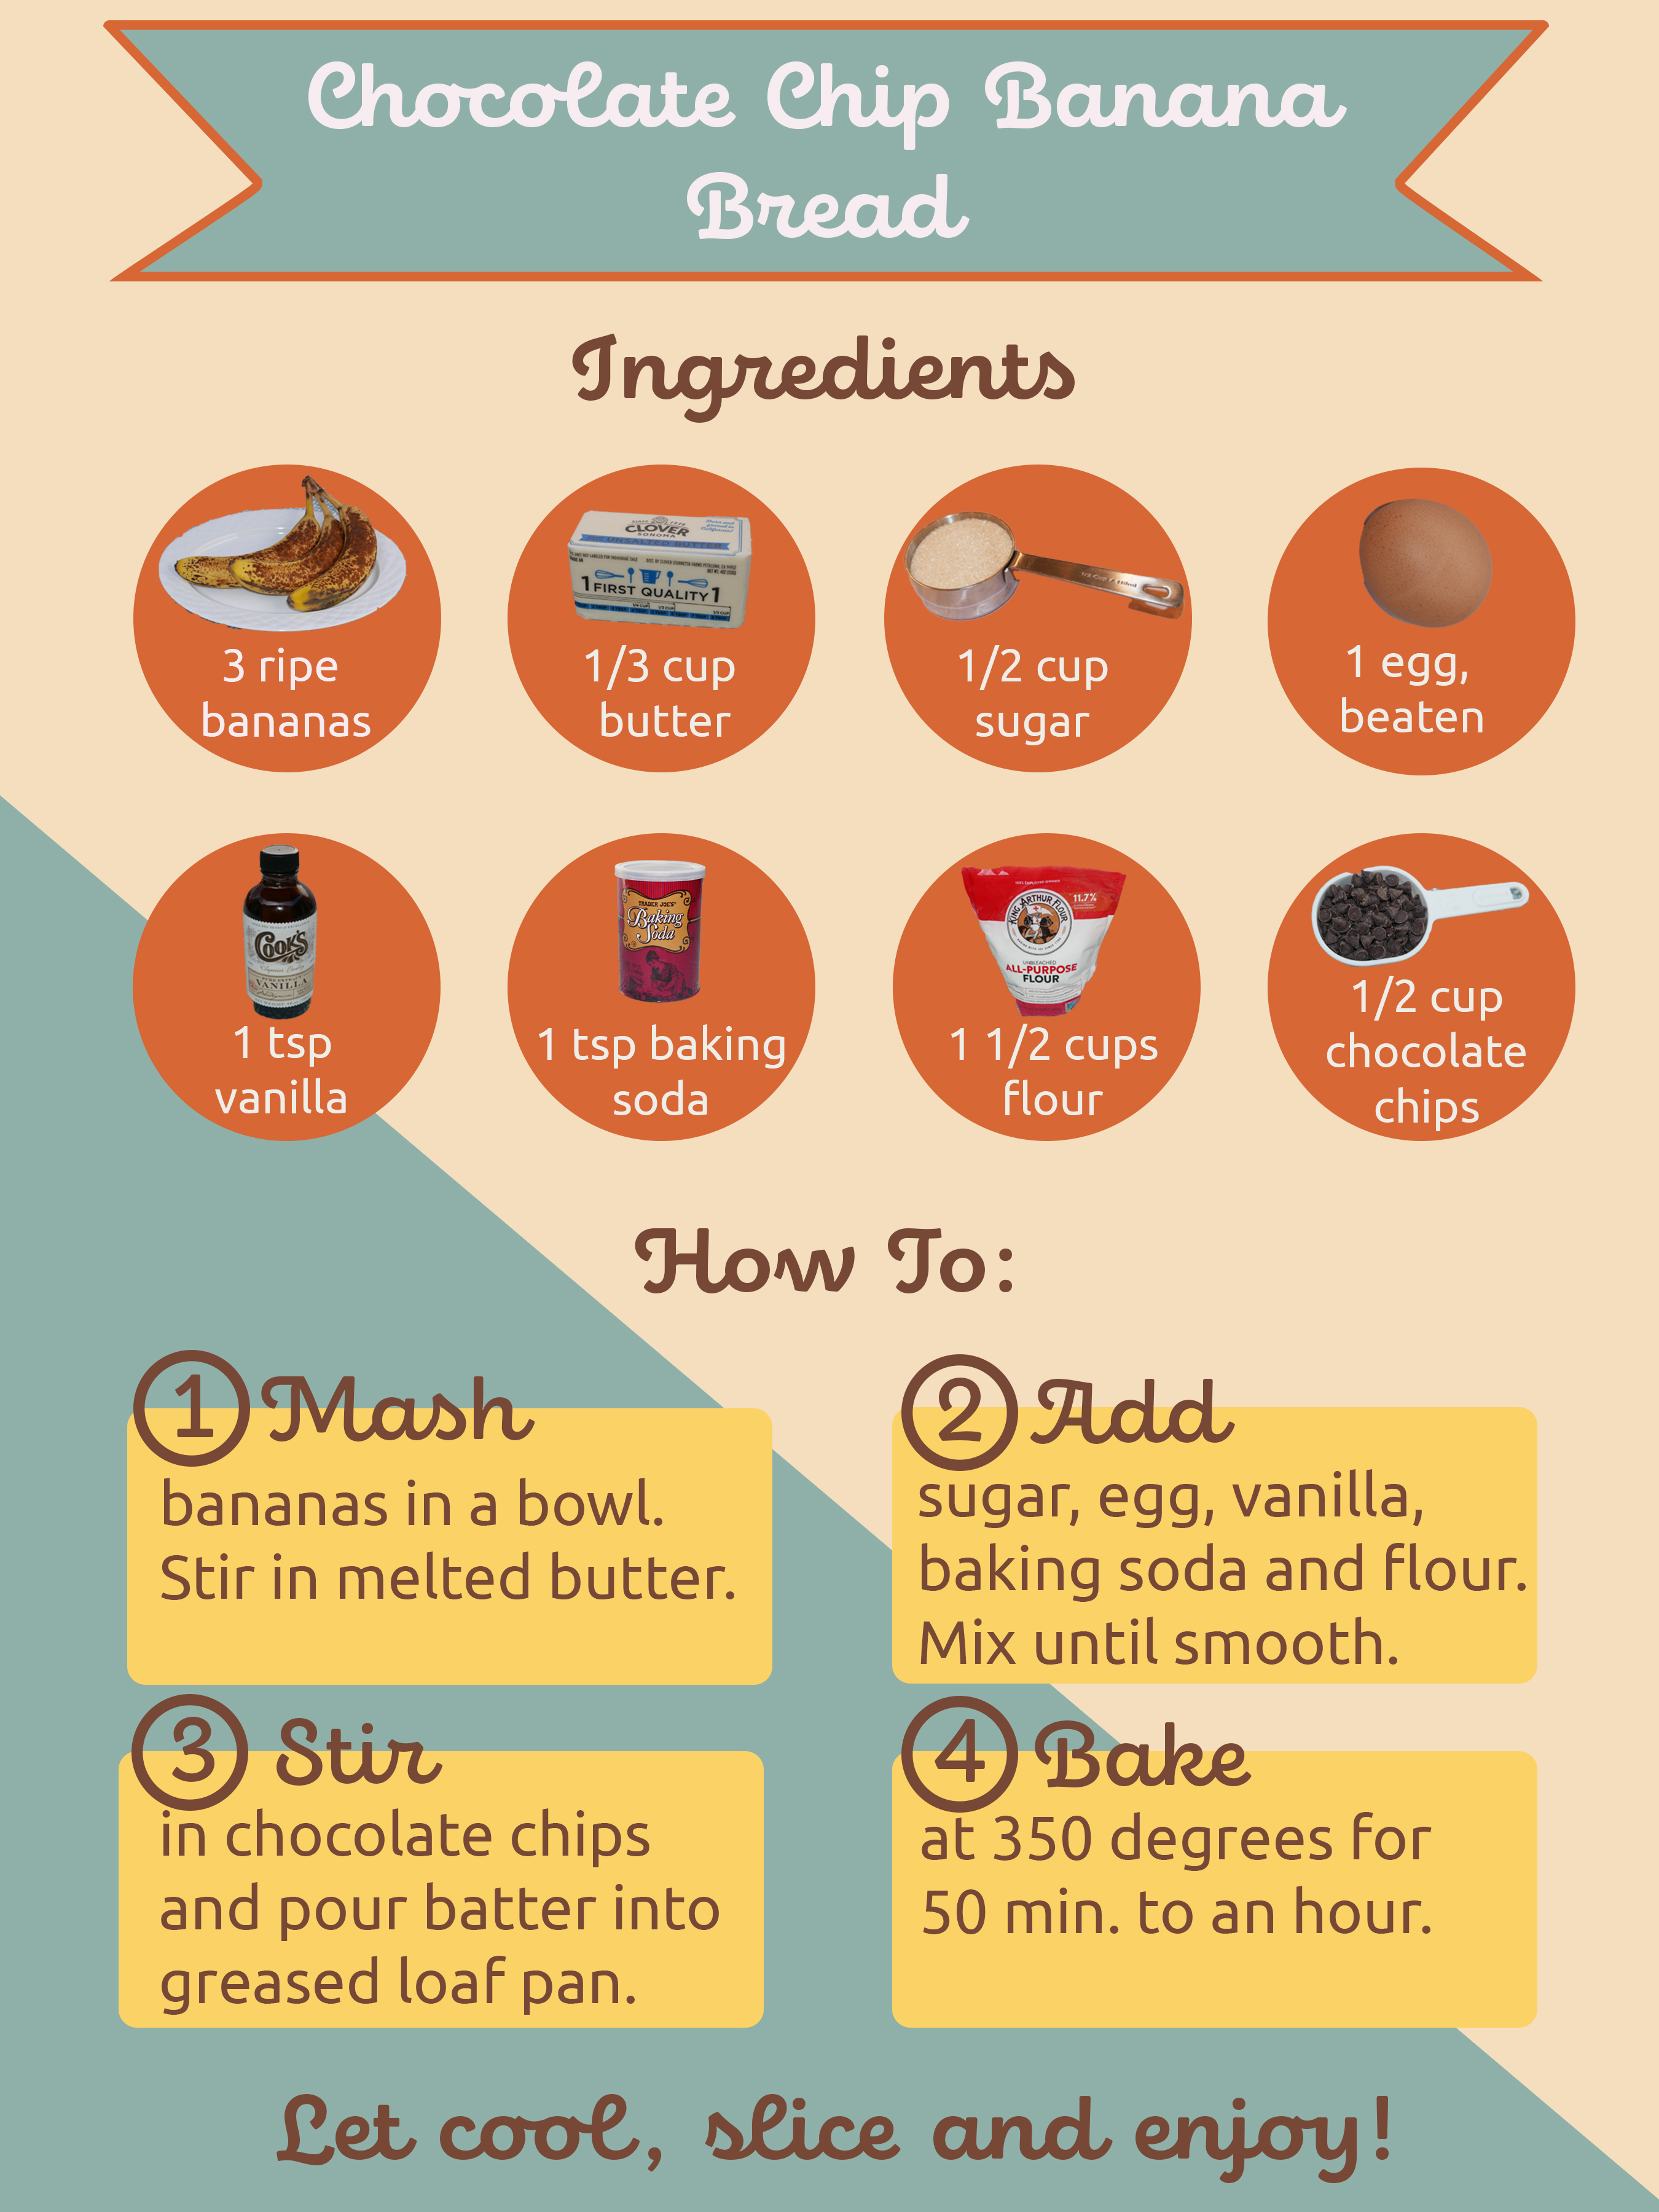 Chocolate Chip Banana
Bread
Ingredients
3 ripe
bananas
CLOVER
SONOMA
UNSALTED BUTTER
1 FIRST QUALITY 1
1/3 cup
butter
1/2 cup
sugar
1 egg,
beaten
COOK'S
VANILLA
1 tsp
vanilla
TRADER JOE'S
Baking
Soda
1 tsp baking
soda
11.7%
KING ARTHUR FLOUR
UNBLEACHED
ALL-PURPOSE
FLOUR
1 1/2 cups
flour
1/2 cup
chocolate
chips
How To:
1 Mash
bananas in a bowl.
Stir in melted butter.
2 Add
sugar, egg, vanilla,
baking soda and flour.
Mix until smooth.
3 Stir
in chocolate chips
and pour batter into
greased loaf pan.
4 Bake
at 350 degrees for
50 min. to an hour.
Let cool, slice and enjoy!